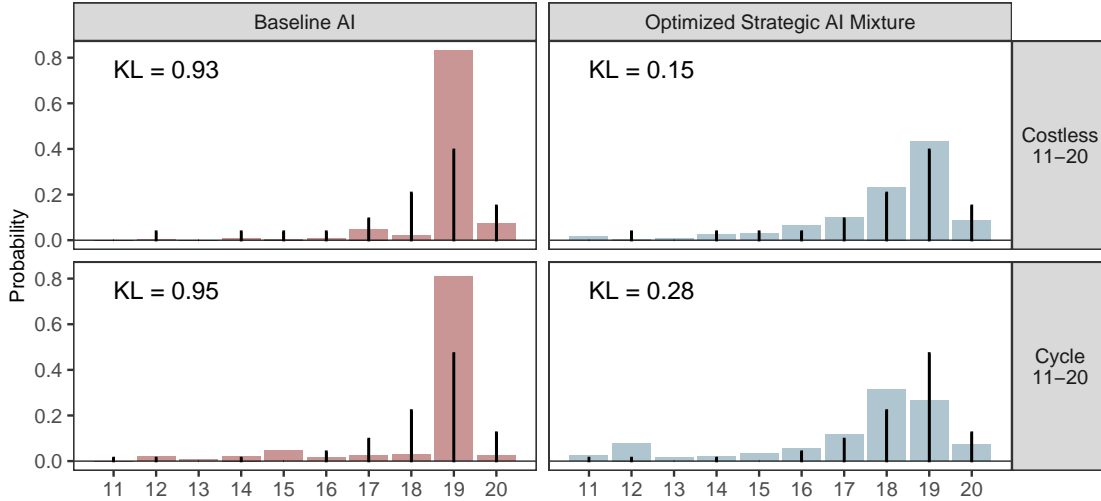 Baseline AI
Optimized Strategic AI Mixture
KL = 0.93
KL = 0.15
Costless
11−20
0.8
0.6
0.4
0.2
0.0
Probability
KL = 0.95
KL = 0.28
Cycle
11−20
0.8
0.6
0.4
0.2
0.0
11 12 13 14 15 16 17 18 19 20
11 12 13 14 15 16 17 18 19 20